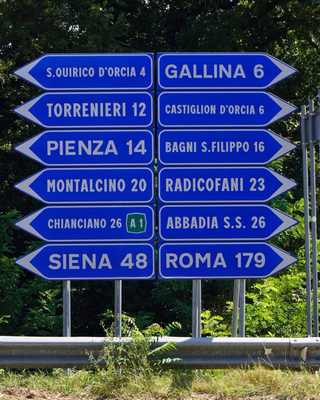 S.QUIRICO D'ORCIA 4
TORRENIERI 12
PIENZA 14
MONTALCINO 20
CHIANCIANO 26 A1
SIENA 48
GALLINA 6
CASTIGLION D'ORCIA 6
BAGNI S.FILIPPO 16
RADICOFANI 23
ABBADIA S.S. 26
ROMA 179